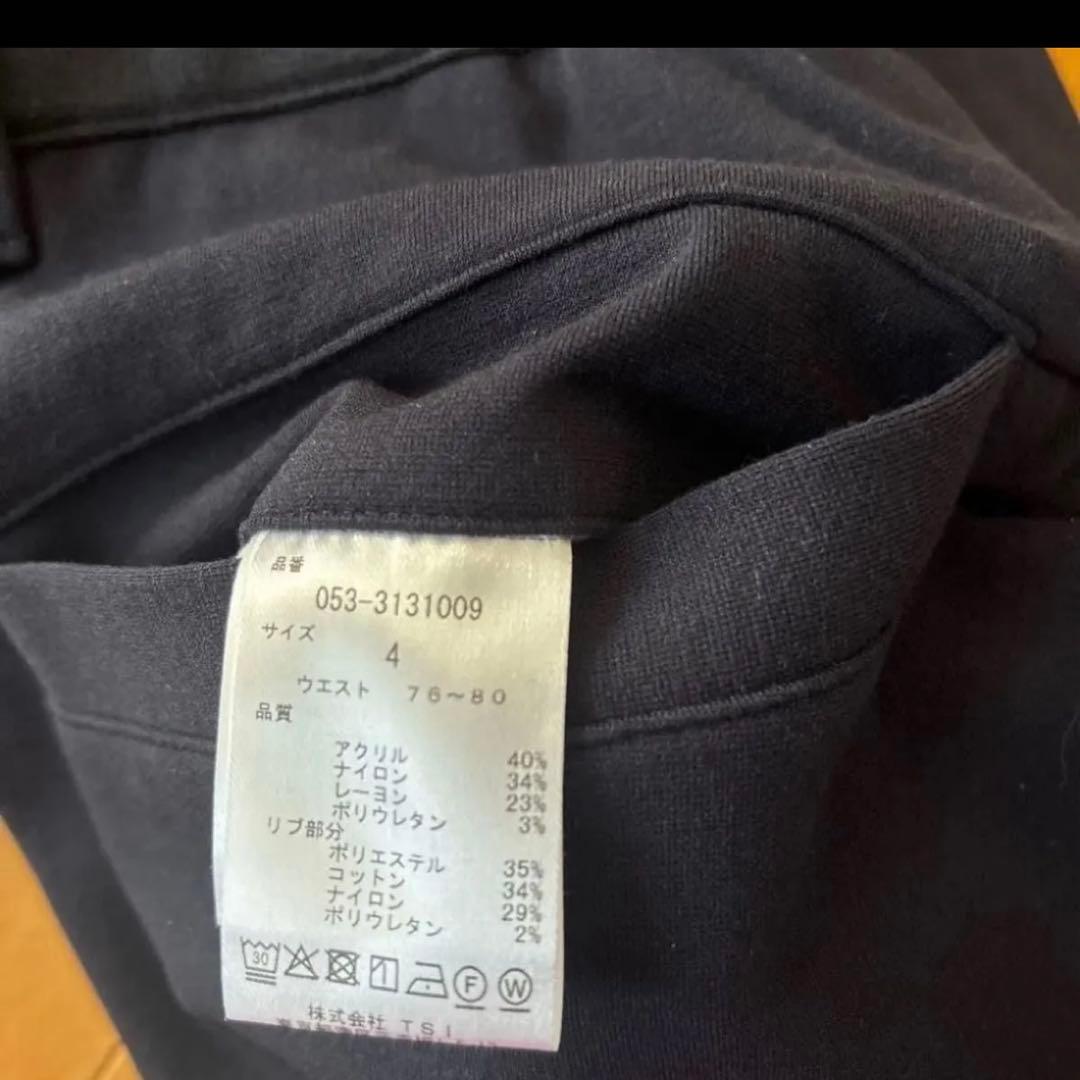 品番
053-3131009
サイズ
4
ウエスト 76～80
品質
アクリル 40%
ナイロン 34%
レーヨン 23%
ポリウレタン 3%
リブ部分
ポリエステル 35%
コットン 34%
ナイロン 29%
ポリウレタン 2%
30 F W
株式会社 TSI